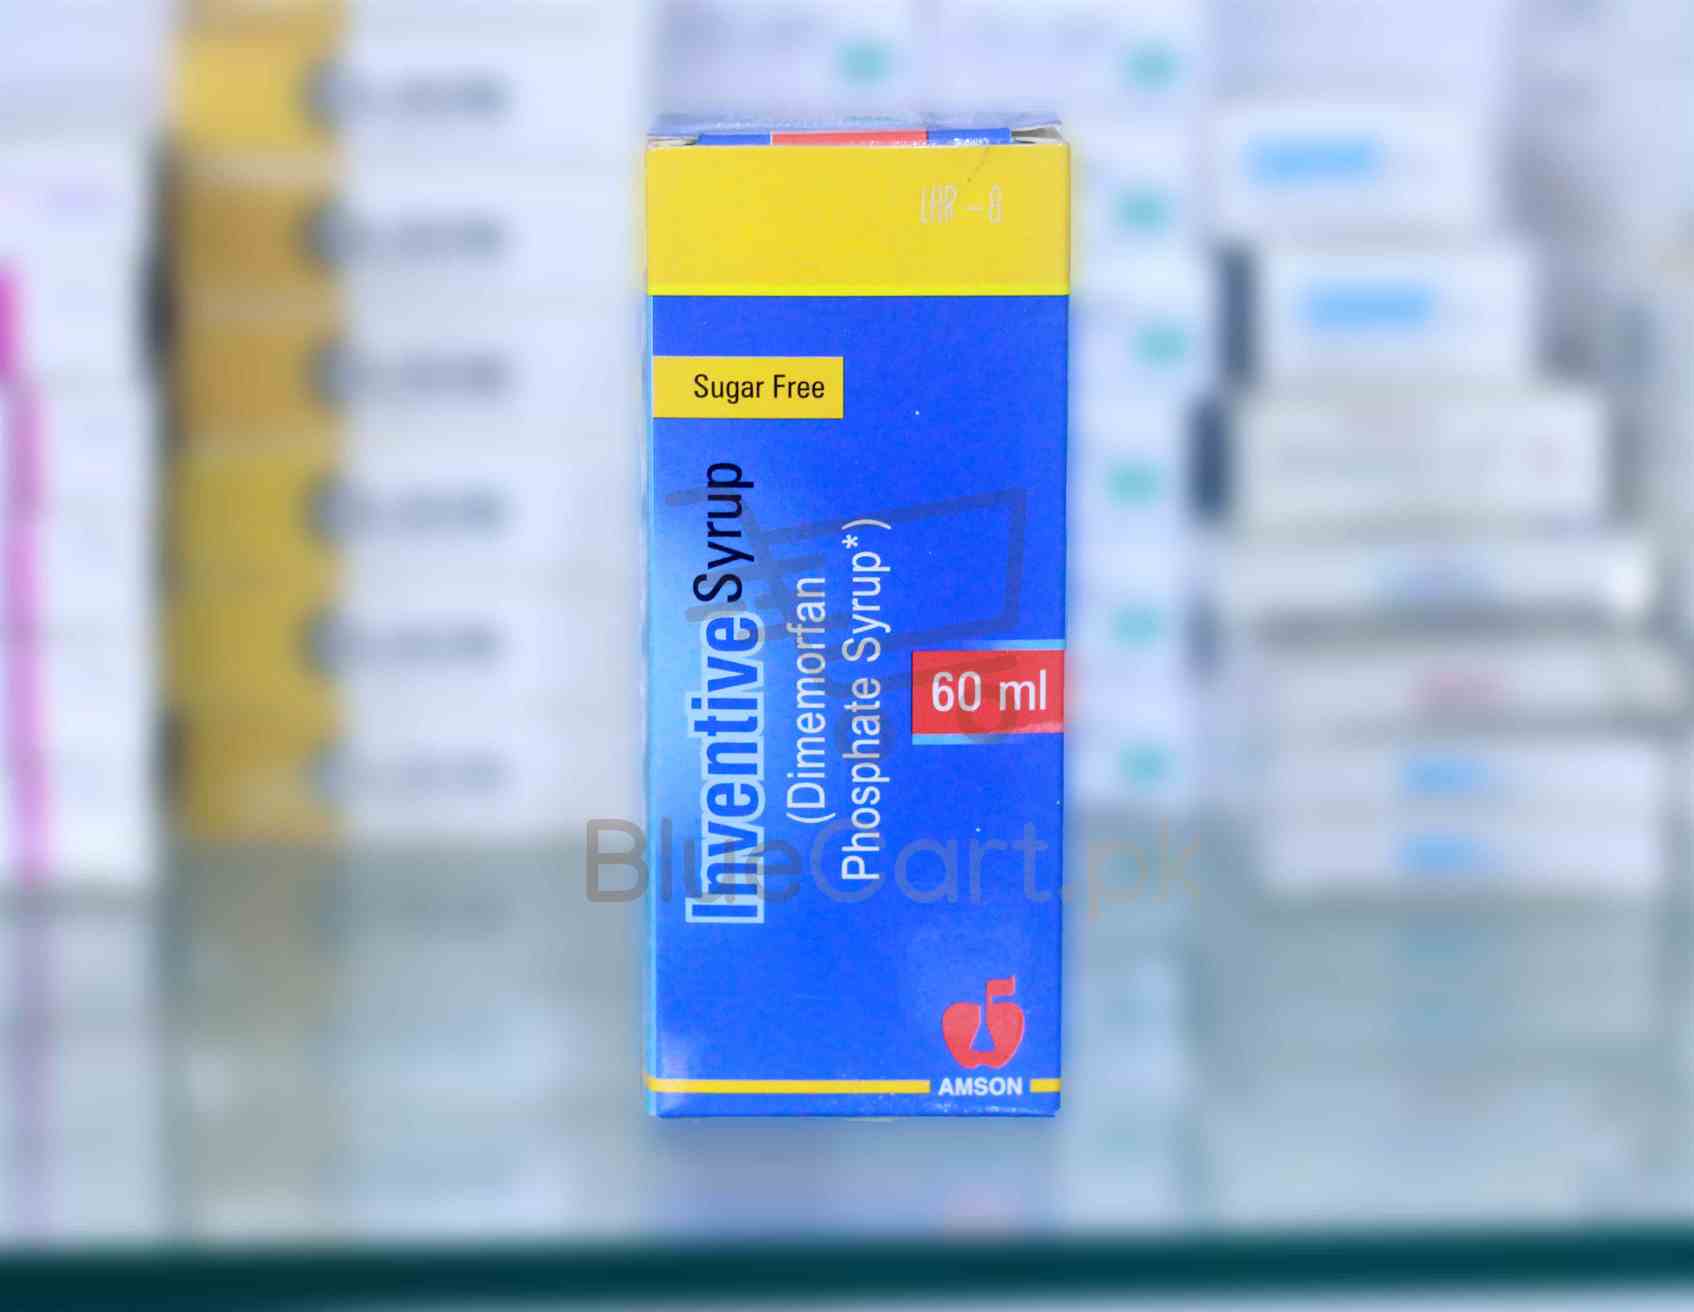 LHR-8
Sugar Free
Inventive Syrup
(Dimemorfan
Phosphate Syrup*)
60 ml
BlueCart.pk
AMSON